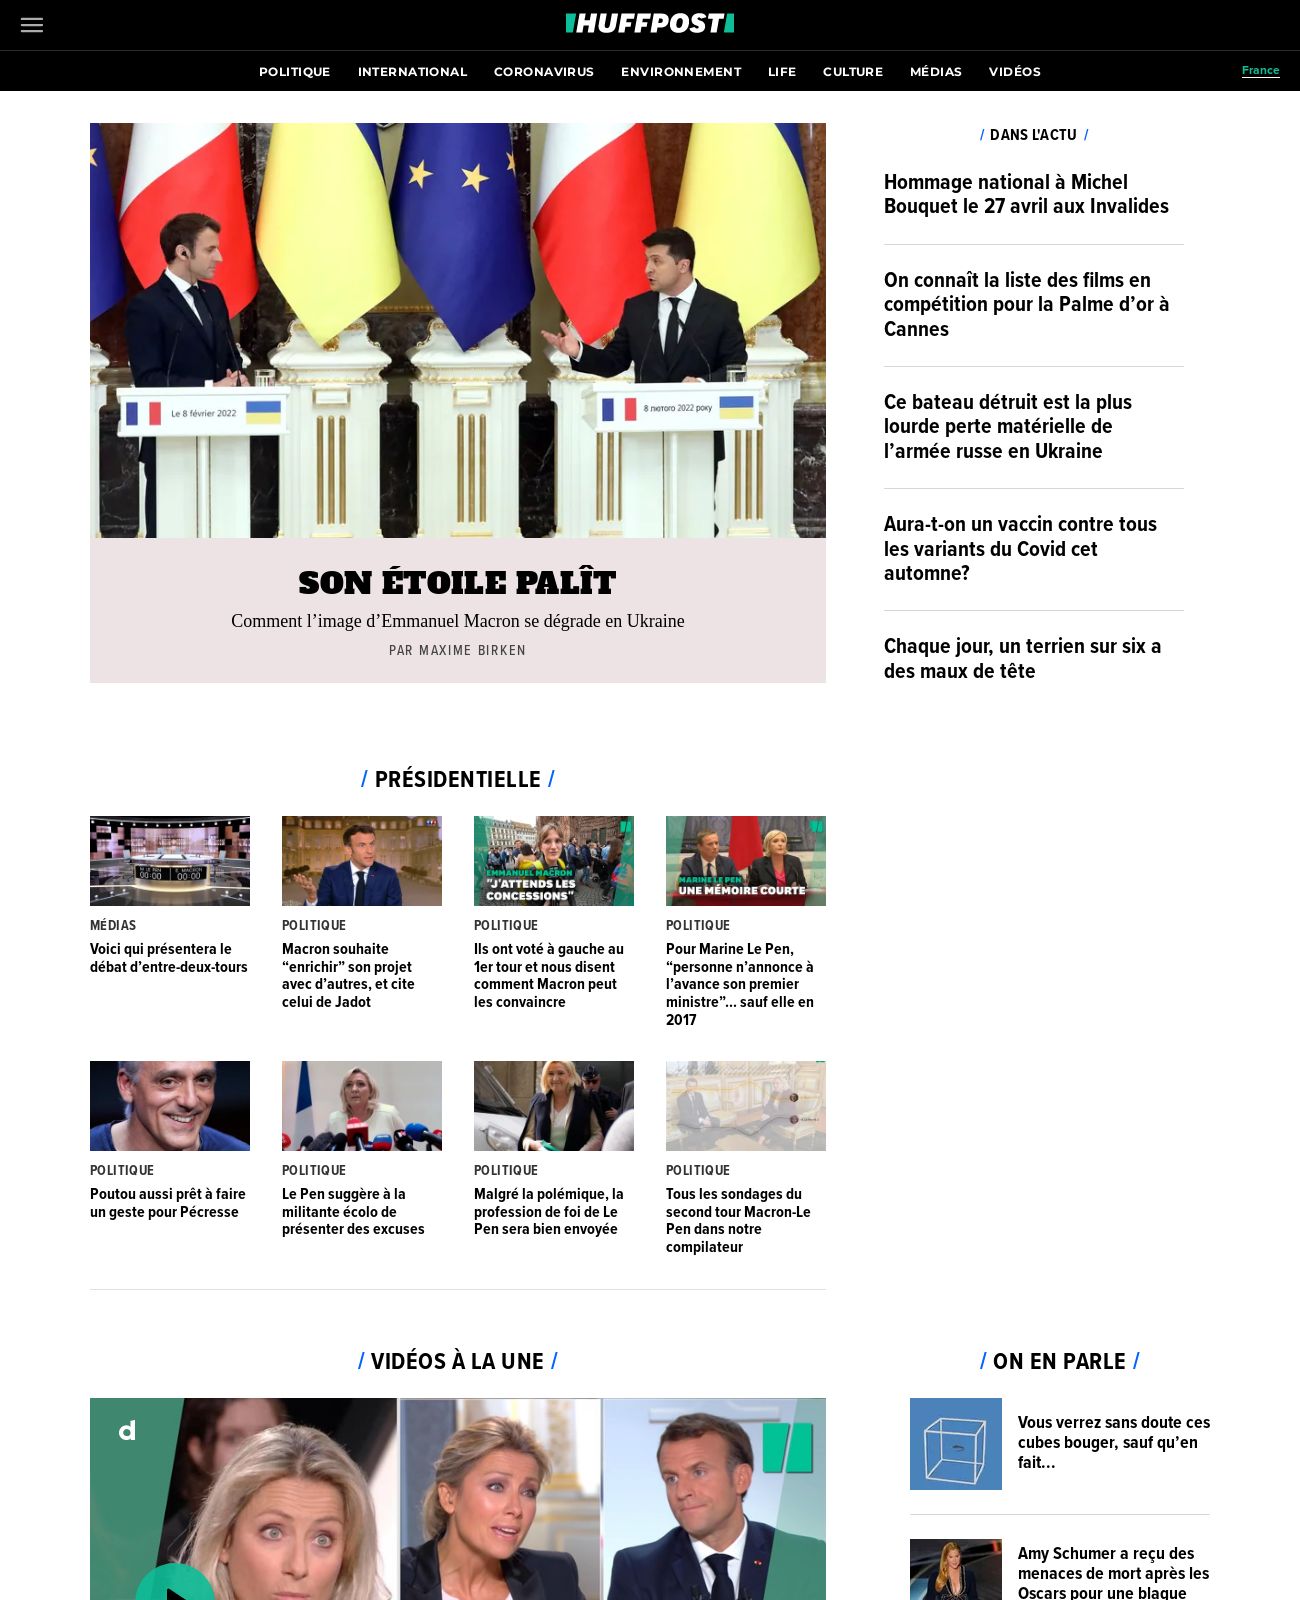 HUFFPOST
POLITIQUE INTERNATIONAL CORONAVIRUS ENVIRONNEMENT LIFE CULTURE MÉDIAS VIDÉOS
France
Le 8 février 2022
8 лютого 2022 року
SON ÉTOILE PALÎT
Comment l’image d’Emmanuel Macron se dégrade en Ukraine
PAR MAXIME BIRKEN
/ DANS L'ACTU /
Hommage national à Michel
Bouquet le 27 avril aux Invalides
On connaît la liste des films en
compétition pour la Palme d’or à
Cannes
Ce bateau détruit est la plus
lourde perte matérielle de
l’armée russe en Ukraine
Aura-t-on un vaccin contre tous
les variants du Covid cet
automne?
Chaque jour, un terrien sur six a
des maux de tête
/ PRÉSIDENTIELLE /
M. LE PEN E. MACRON
00:00 00:00
MÉDIAS
Voici qui présentera le
débat d’entre-deux-tours
POLITIQUE
Macron souhaite
“enrichir” son projet
avec d’autres, et cite
celui de Jadot
EMMANUEL MACRON
"J'ATTENDS LES
CONCESSIONS"
POLITIQUE
Ils ont voté à gauche au
1er tour et nous disent
comment Macron peut
les convaincre
MARINE LE PEN
UNE MÉMOIRE COURTE
POLITIQUE
Pour Marine Le Pen,
“personne n’annonce à
l’avance son premier
ministre”... sauf elle en
2017
POLITIQUE
Poutou aussi prêt à faire
un geste pour Pécresse
POLITIQUE
Le Pen suggère à la
militante écolo de
présenter des excuses
POLITIQUE
Malgré la polémique, la
profession de foi de Le
Pen sera bien envoyée
POLITIQUE
Tous les sondages du
second tour Macron-Le
Pen dans notre
compilateur
/ VIDÉOS À LA UNE /
d
/ ON EN PARLE /
Vous verrez sans doute ces
cubes bouger, sauf qu’en
fait...
Amy Schumer a reçu des
menaces de mort après les
Oscars pour une blague